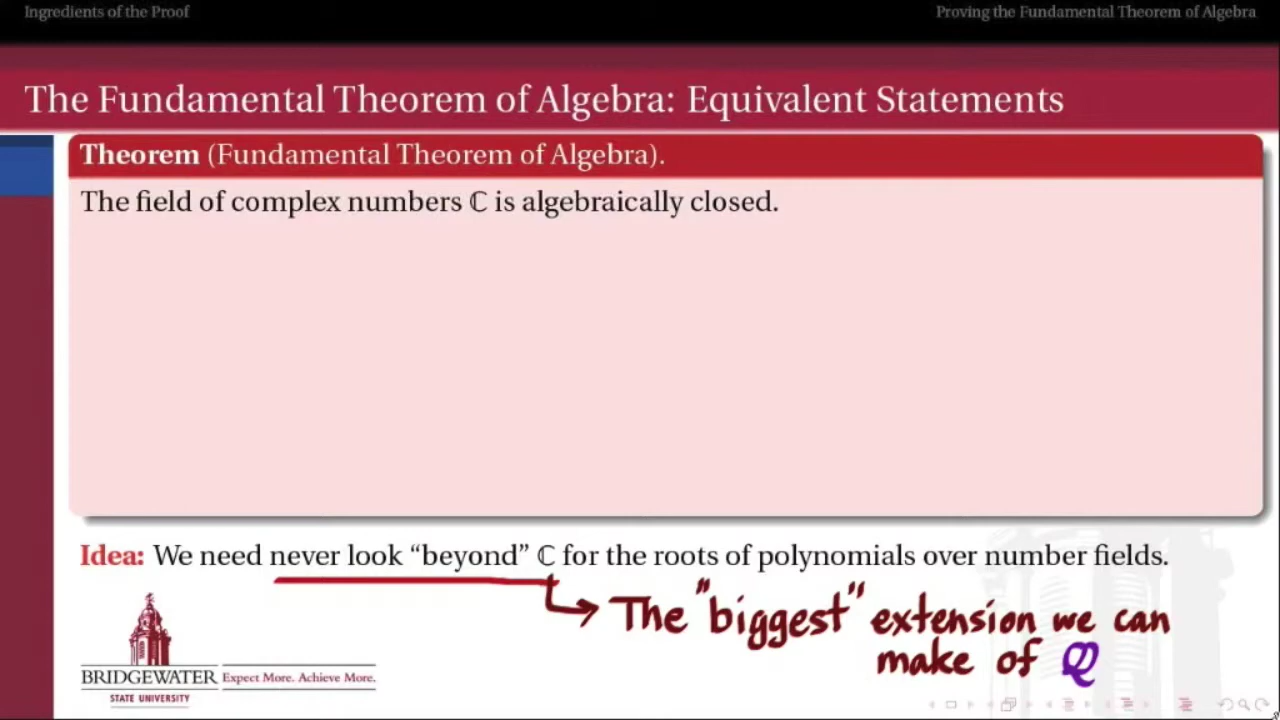 Ingredients of the Proof
Proving the Fundamental Theorem of Algebra
The Fundamental Theorem of Algebra: Equivalent Statements
Theorem (Fundamental Theorem of Algebra).
The field of complex numbers ℂ is algebraically closed.
Idea: We need never look “beyond” ℂ for the roots of polynomials over number fields.
The "biggest" extension we can
make of ℚ
BRIDGEWATER
STATE UNIVERSITY
Expect More. Achieve More.